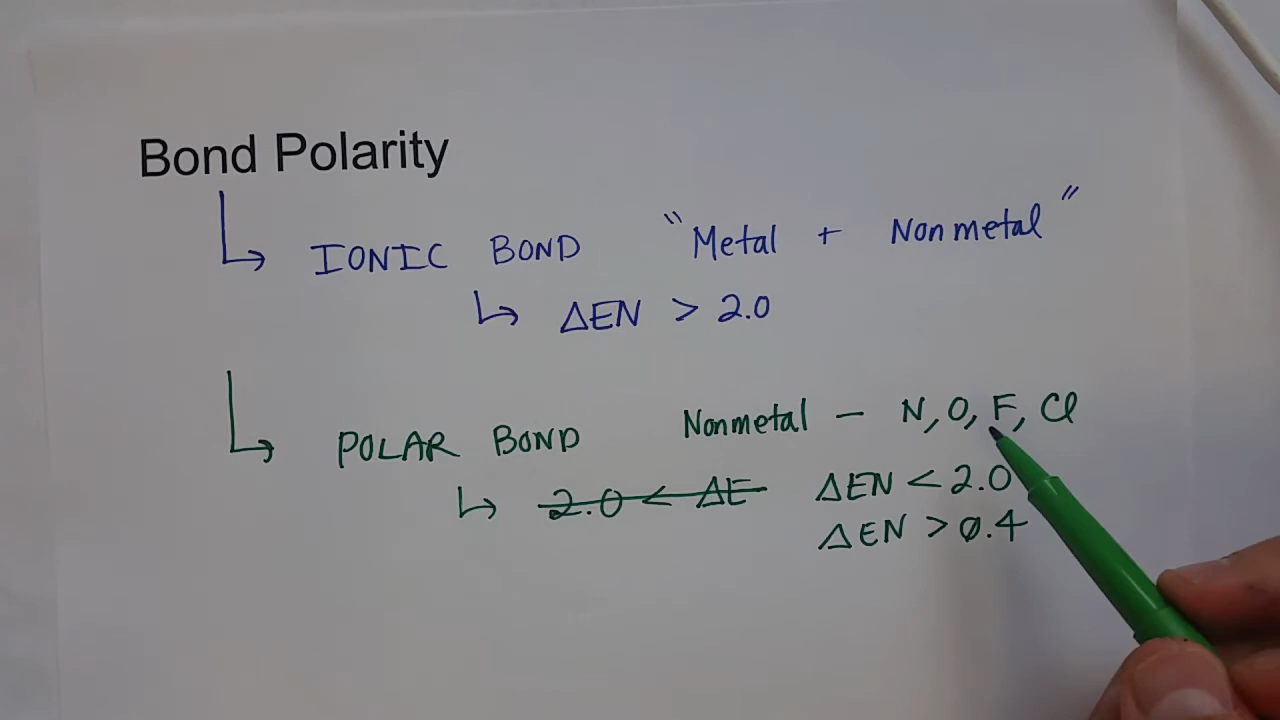 Bond Polarity
↳ IONIC BOND "Metal + Nonmetal"
↳ ΔEN > 2.0
↳ POLAR BOND Nonmetal - N, O, F, Cl
↳ 2.0 < ΔE ΔEN < 2.0
ΔEN > 0.4